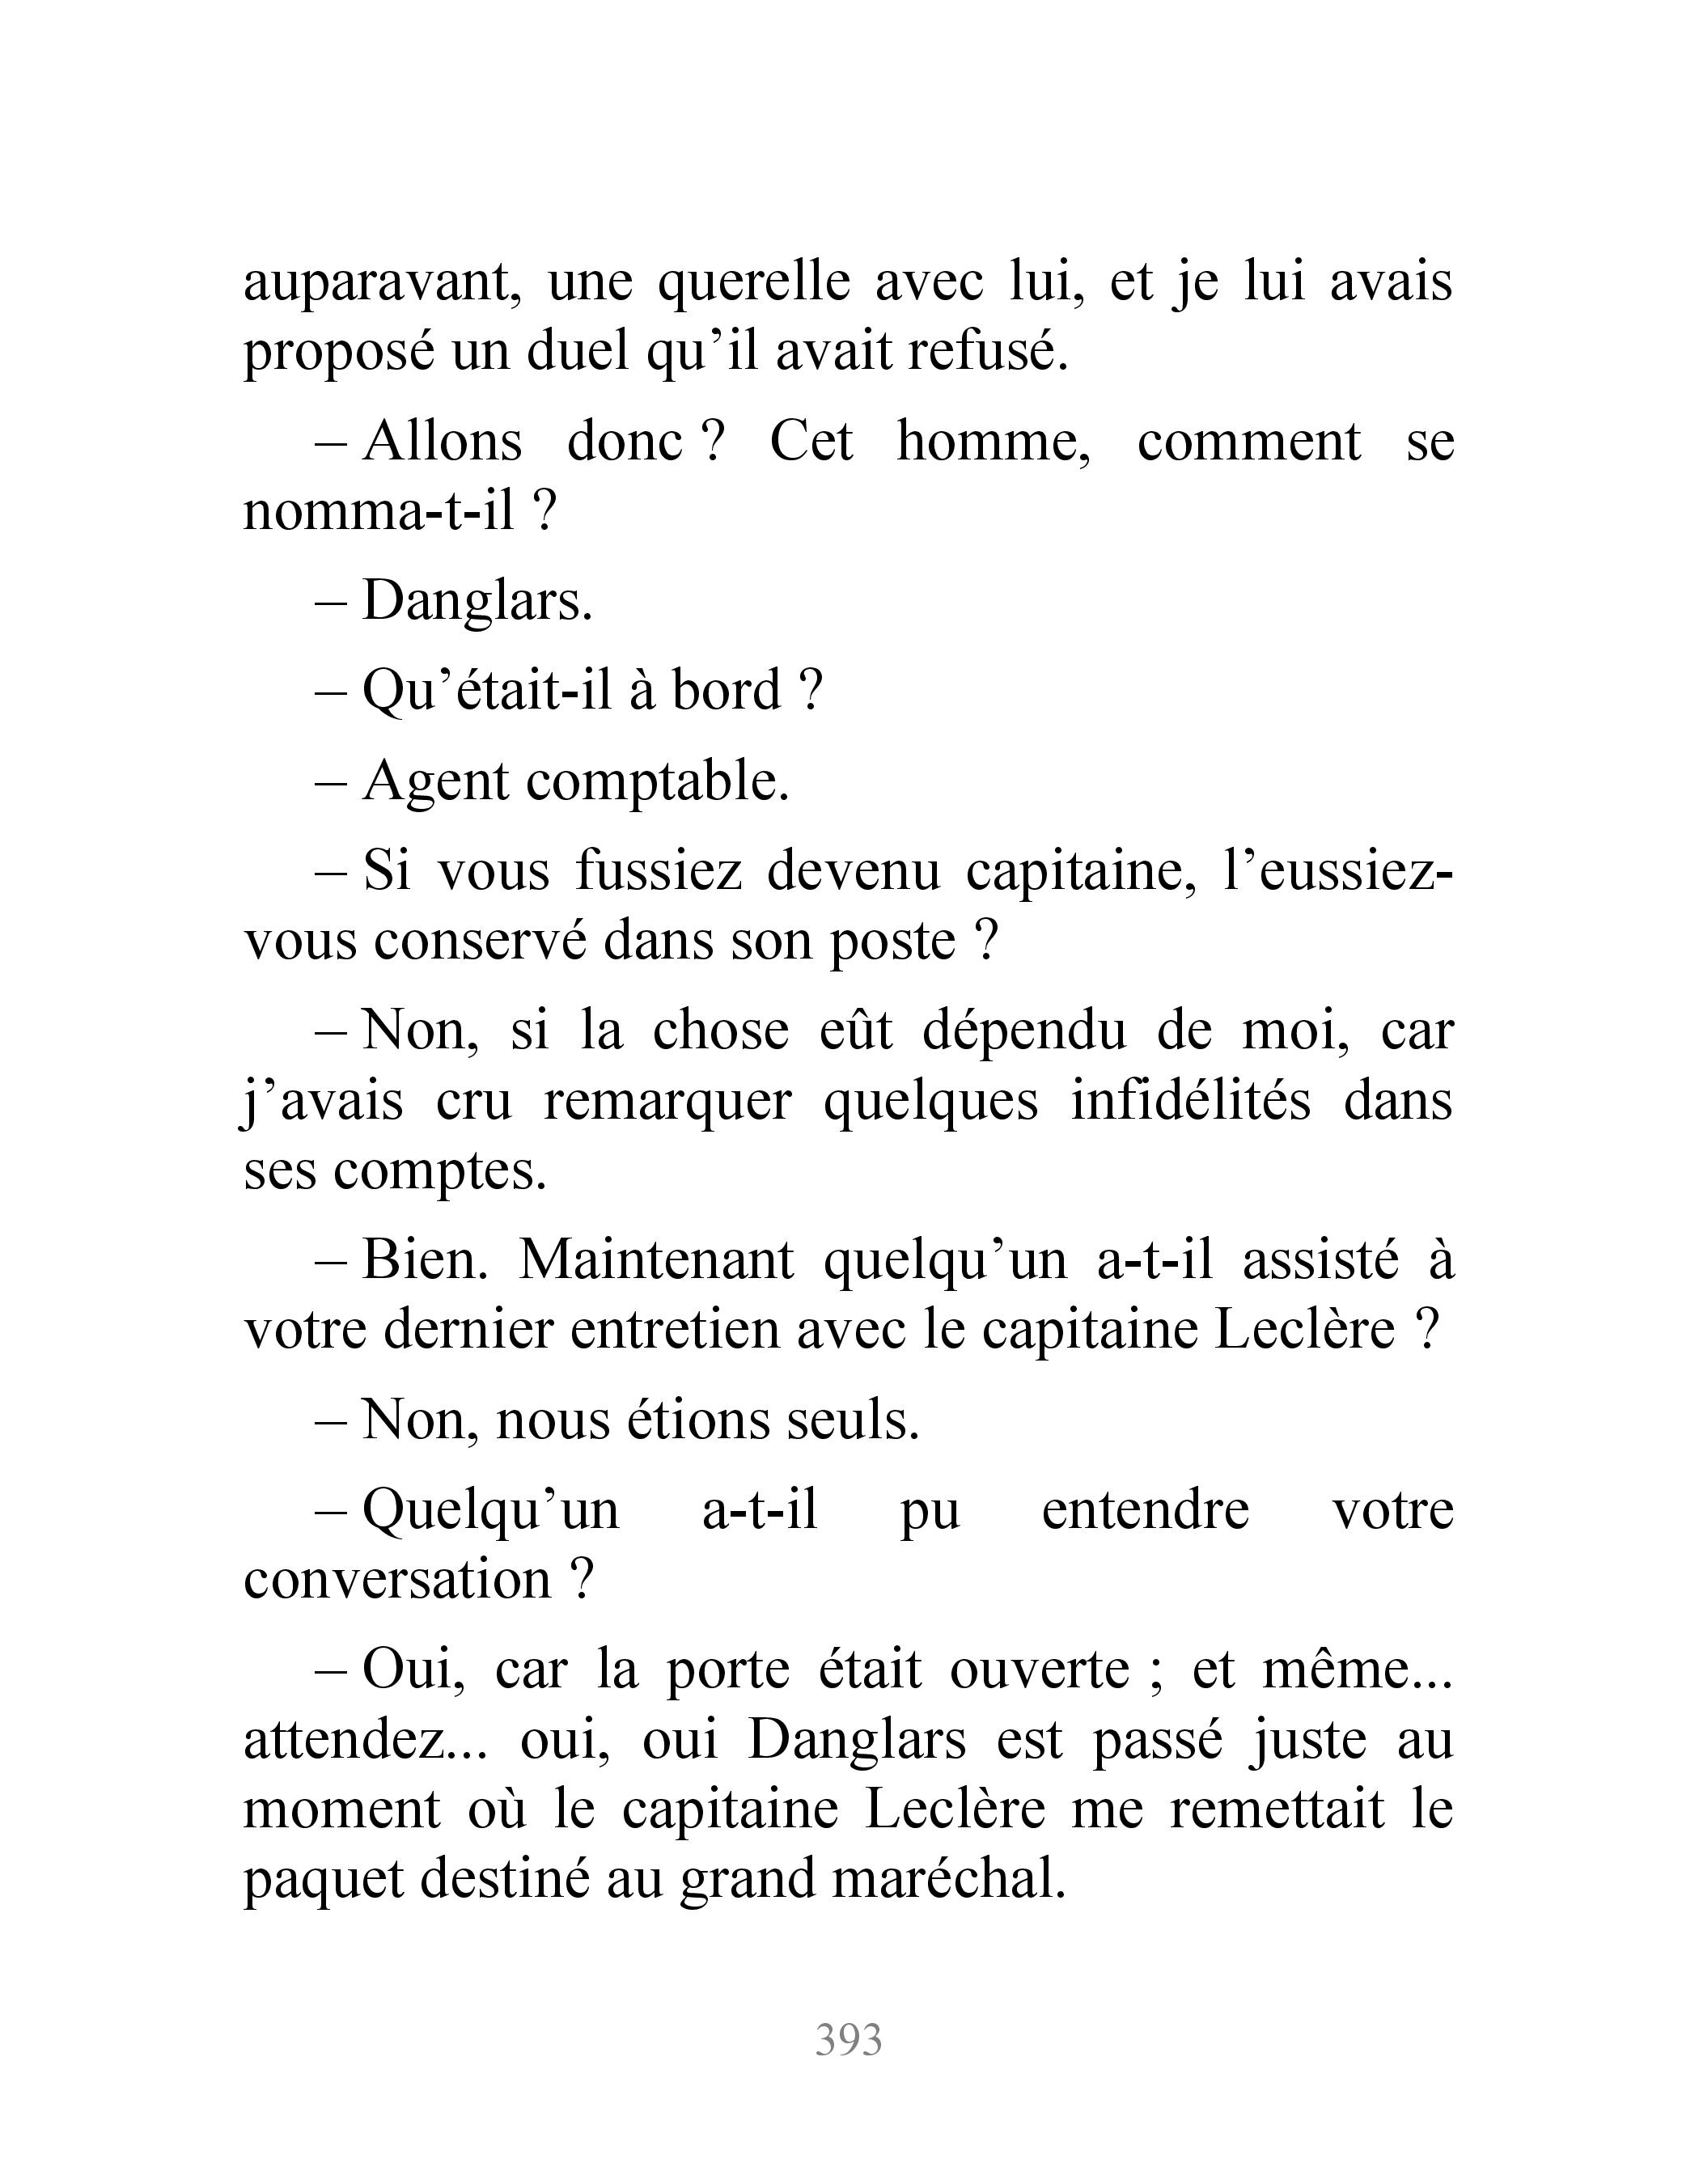 auparavant, une querelle avec lui, et je lui avais
proposé un duel qu’il avait refusé.
– Allons donc ? Cet homme, comment se
nomma-t-il ?
– Danglars.
– Qu’était-il à bord ?
– Agent comptable.
– Si vous fussiez devenu capitaine, l’eussiez-
vous conservé dans son poste ?
– Non, si la chose eût dépendu de moi, car
j’avais cru remarquer quelques infidélités dans
ses comptes.
– Bien. Maintenant quelqu’un a-t-il assisté à
votre dernier entretien avec le capitaine Leclère ?
– Non, nous étions seuls.
– Quelqu’un a-t-il pu entendre votre
conversation ?
– Oui, car la porte était ouverte ; et même...
attendez... oui, oui Danglars est passé juste au
moment où le capitaine Leclère me remettait le
paquet destiné au grand maréchal.
393